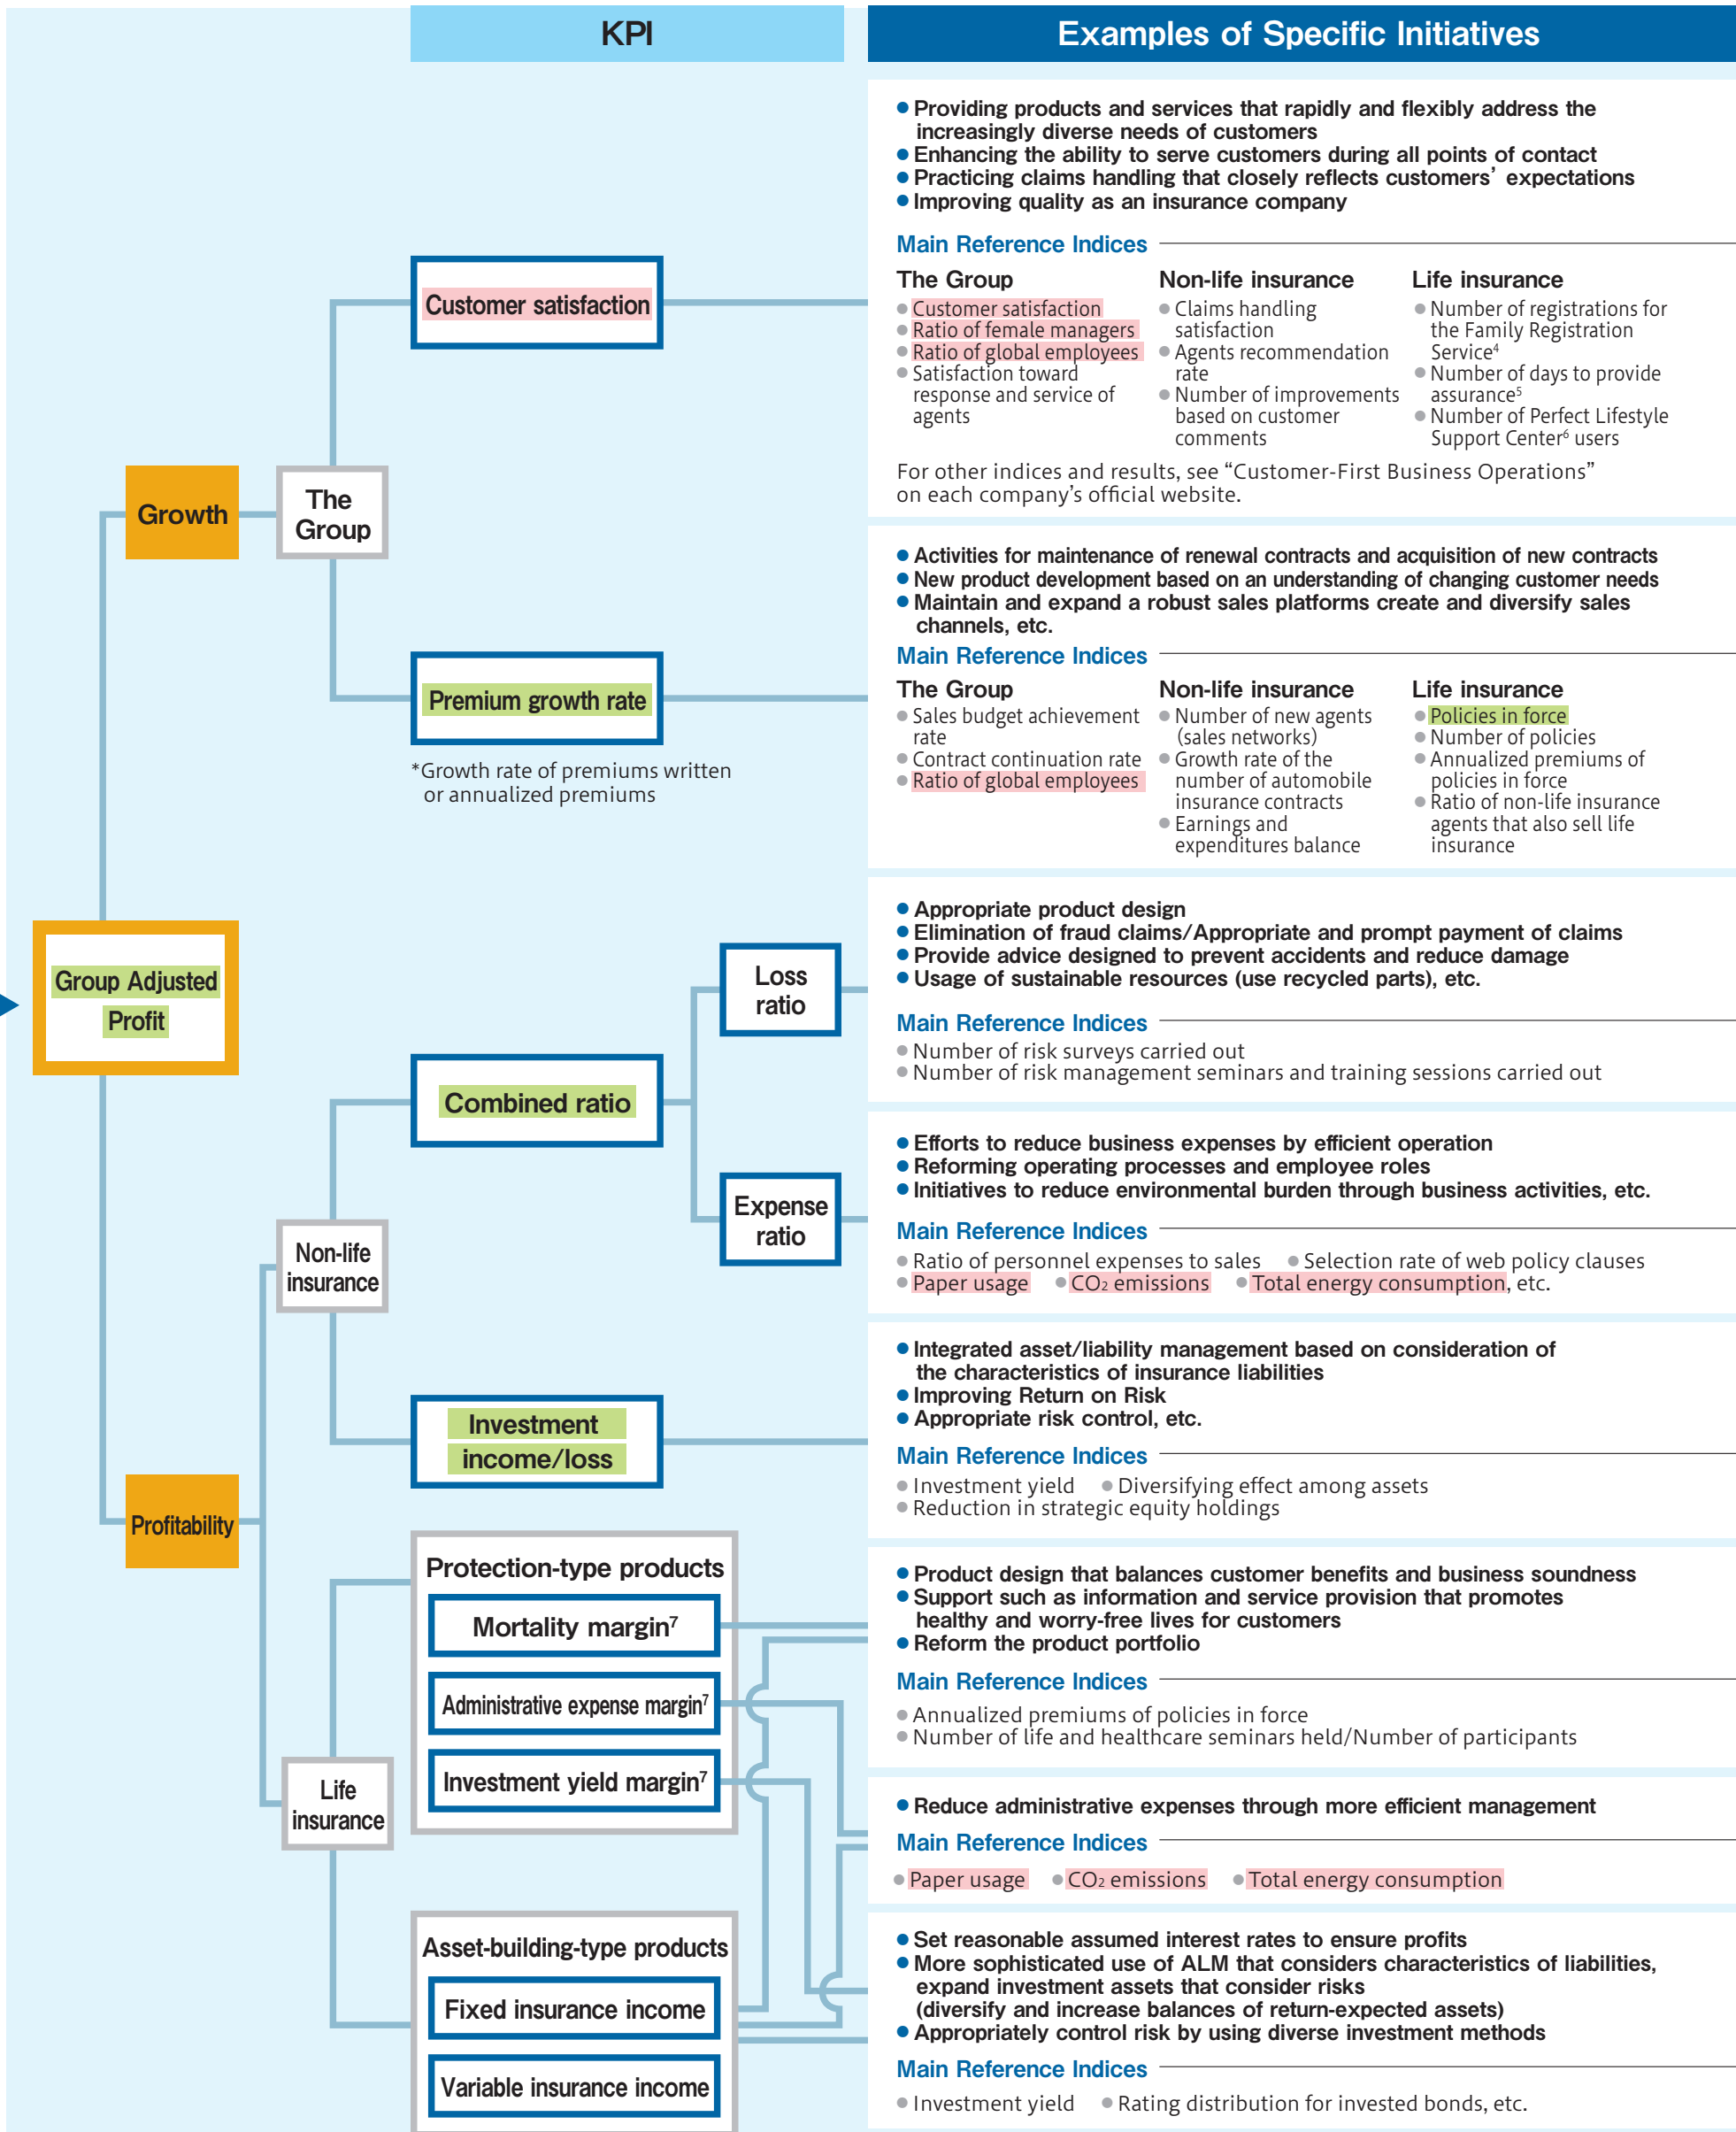 KPI
Examples of Specific Initiatives
● Providing products and services that rapidly and flexibly address the
increasingly diverse needs of customers
● Enhancing the ability to serve customers during all points of contact
● Practicing claims handling that closely reflects customers’ expectations
● Improving quality as an insurance company
Main Reference Indices
The Group
● Customer satisfaction
● Ratio of female managers
● Ratio of global employees
● Satisfaction toward
response and service of
agents
Non-life insurance
● Claims handling
satisfaction
● Agents recommendation
rate
● Number of improvements
based on customer
comments
Life insurance
● Number of registrations for
the Family Registration
Service⁴
● Number of days to provide
assurance⁵
● Number of Perfect Lifestyle
Support Center⁶ users
For other indices and results, see “Customer-First Business Operations”
on each company’s official website.
Customer satisfaction
Growth
The
Group
Premium growth rate
*Growth rate of premiums written
or annualized premiums
● Activities for maintenance of renewal contracts and acquisition of new contracts
● New product development based on an understanding of changing customer needs
● Maintain and expand a robust sales platforms create and diversify sales
channels, etc.
Main Reference Indices
The Group
● Sales budget achievement
rate
● Contract continuation rate
● Ratio of global employees
Non-life insurance
● Number of new agents
(sales networks)
● Growth rate of the
number of automobile
insurance contracts
● Earnings and
expenditures balance
Life insurance
● Policies in force
● Number of policies
● Annualized premiums of
policies in force
● Ratio of non-life insurance
agents that also sell life
insurance
Group Adjusted
Profit
Loss
ratio
● Appropriate product design
● Elimination of fraud claims/Appropriate and prompt payment of claims
● Provide advice designed to prevent accidents and reduce damage
● Usage of sustainable resources (use recycled parts), etc.
Main Reference Indices
● Number of risk surveys carried out
● Number of risk management seminars and training sessions carried out
Combined ratio
Expense
ratio
● Efforts to reduce business expenses by efficient operation
● Reforming operating processes and employee roles
● Initiatives to reduce environmental burden through business activities, etc.
Main Reference Indices
● Ratio of personnel expenses to sales ● Selection rate of web policy clauses
● Paper usage ● CO₂ emissions ● Total energy consumption, etc.
Non-life
insurance
Investment
income/loss
● Integrated asset/liability management based on consideration of
the characteristics of insurance liabilities
● Improving Return on Risk
● Appropriate risk control, etc.
Main Reference Indices
● Investment yield ● Diversifying effect among assets
● Reduction in strategic equity holdings
Profitability
Protection-type products
Mortality margin⁷
Administrative expense margin⁷
Investment yield margin⁷
● Product design that balances customer benefits and business soundness
● Support such as information and service provision that promotes
healthy and worry-free lives for customers
● Reform the product portfolio
Main Reference Indices
● Annualized premiums of policies in force
● Number of life and healthcare seminars held/Number of participants
Life
insurance
● Reduce administrative expenses through more efficient management
Main Reference Indices
● Paper usage ● CO₂ emissions ● Total energy consumption
Asset-building-type products
Fixed insurance income
Variable insurance income
● Set reasonable assumed interest rates to ensure profits
● More sophisticated use of ALM that considers characteristics of liabilities,
expand investment assets that consider risks
(diversify and increase balances of return-expected assets)
● Appropriately control risk by using diverse investment methods
Main Reference Indices
● Investment yield ● Rating distribution for invested bonds, etc.